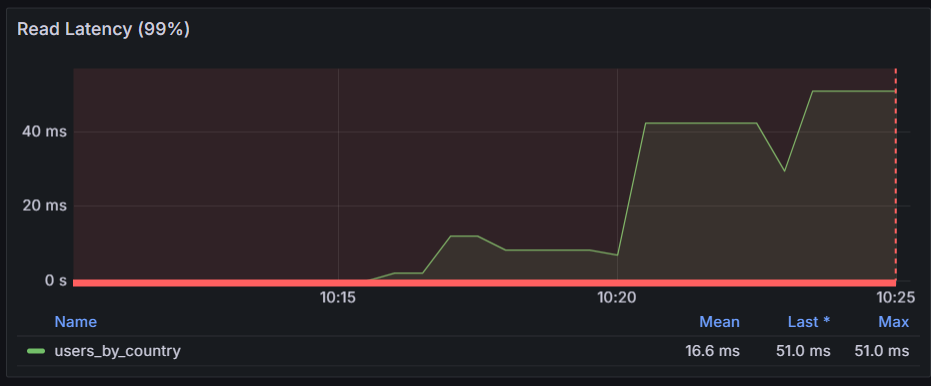 Read Latency (99%)
40 ms
20 ms
0 s
10:15 10:20 10:25
Name Mean Last * Max
users_by_country 16.6 ms 51.0 ms 51.0 ms